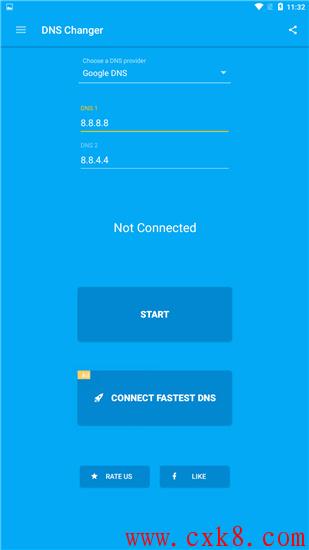 11:32
DNS Changer
Choose a DNS provider
Google DNS
DNS 1
8.8.8.8
DNS 2
8.8.4.4
Not Connected
START
Ad
CONNECT FASTEST DNS
RATE US
LIKE
www.cxk8.com